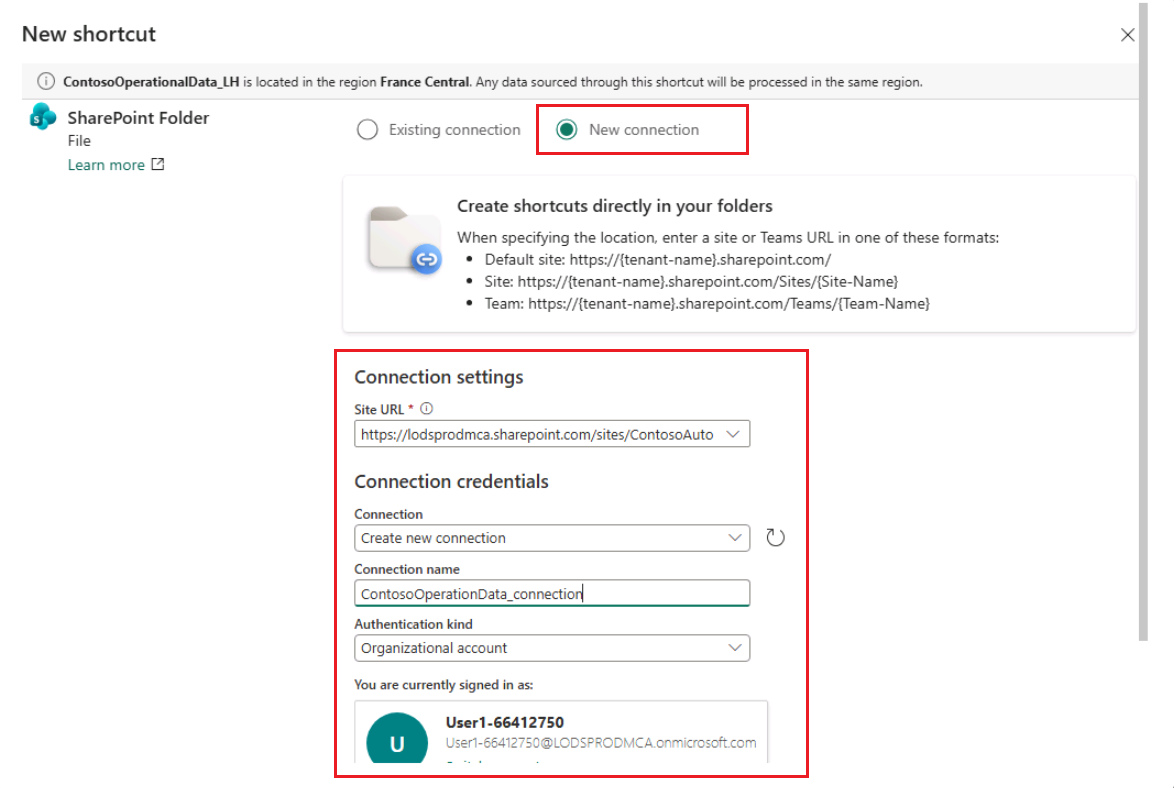 New shortcut
ContosoOperationalData_LH is located in the region France Central. Any data sourced through this shortcut will be processed in the same region.
SharePoint Folder
File
Learn more
Existing connection
New connection
Create shortcuts directly in your folders
When specifying the location, enter a site or Teams URL in one of these formats:
• Default site: https://{tenant-name}.sharepoint.com/
• Site: https://{tenant-name}.sharepoint.com/Sites/{Site-Name}
• Team: https://{tenant-name}.sharepoint.com/Teams/{Team-Name}
Connection settings
Site URL *
https://lodsprodmca.sharepoint.com/sites/ContosoAuto
Connection credentials
Connection
Create new connection
Connection name
ContosoOperationData_connection
Authentication kind
Organizational account
You are currently signed in as:
U
User1-66412750
User1-66412750@LODSPRODMCA.onmicrosoft.com